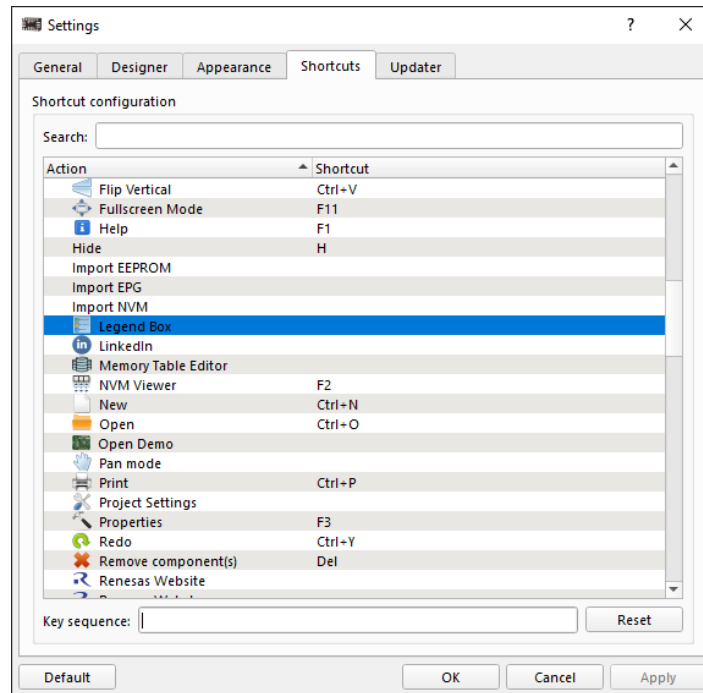 Settings ?
General Designer Appearance Shortcuts Updater
Shortcut configuration
Search:
Action Shortcut
Flip Vertical Ctrl+V
Fullscreen Mode F11
Help F1
Hide H
Import EEPROM
Import EPG
Import NVM
Legend Box
in LinkedIn
Memory Table Editor
NVM Viewer F2
New Ctrl+N
Open Ctrl+O
Open Demo
Pan mode
Print Ctrl+P
Project Settings
Properties F3
Redo Ctrl+Y
Remove component(s) Del
Renesas Website
Key sequence: Reset
Default OK Cancel Apply